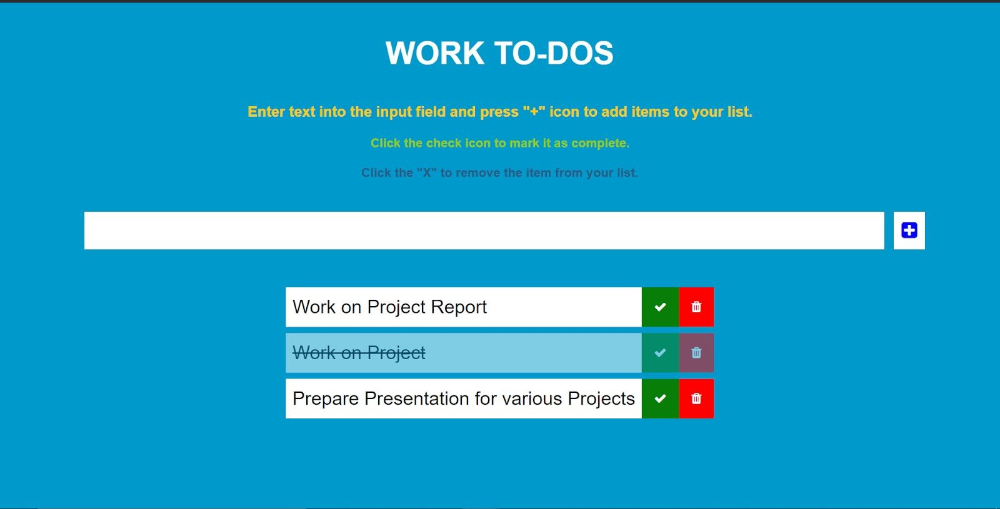 WORK TO-DOS
Enter text into the input field and press "+" icon to add items to your list.
Click the check icon to mark it as complete.
Click the "X" to remove the item from your list.
Work on Project Report
Work on Project
Prepare Presentation for various Projects